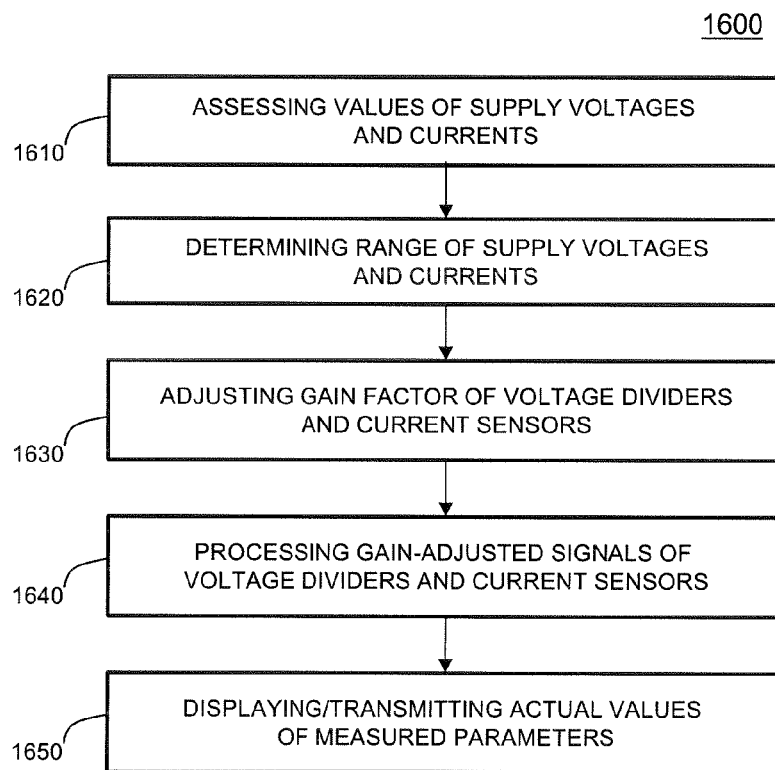 1600
ASSESSING VALUES OF SUPPLY VOLTAGES
AND CURRENTS
1610
DETERMINING RANGE OF SUPPLY VOLTAGES
AND CURRENTS
1620
ADJUSTING GAIN FACTOR OF VOLTAGE DIVIDERS
AND CURRENT SENSORS
1630
PROCESSING GAIN-ADJUSTED SIGNALS OF
VOLTAGE DIVIDERS AND CURRENT SENSORS
1640
DISPLAYING/TRANSMITTING ACTUAL VALUES
OF MEASURED PARAMETERS
1650